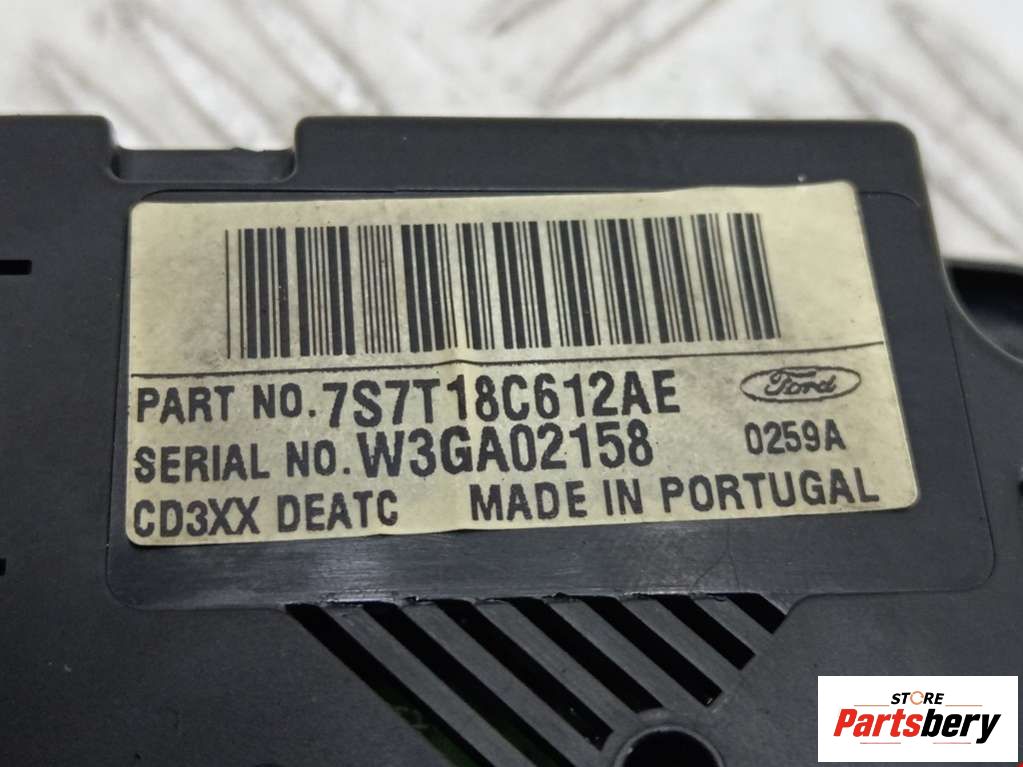 PART NO. 7S7T18C612AE
Ford
SERIAL NO. W3GA02158
0259A
CD3XX DEATC MADE IN PORTUGAL
STORE
Partsbery